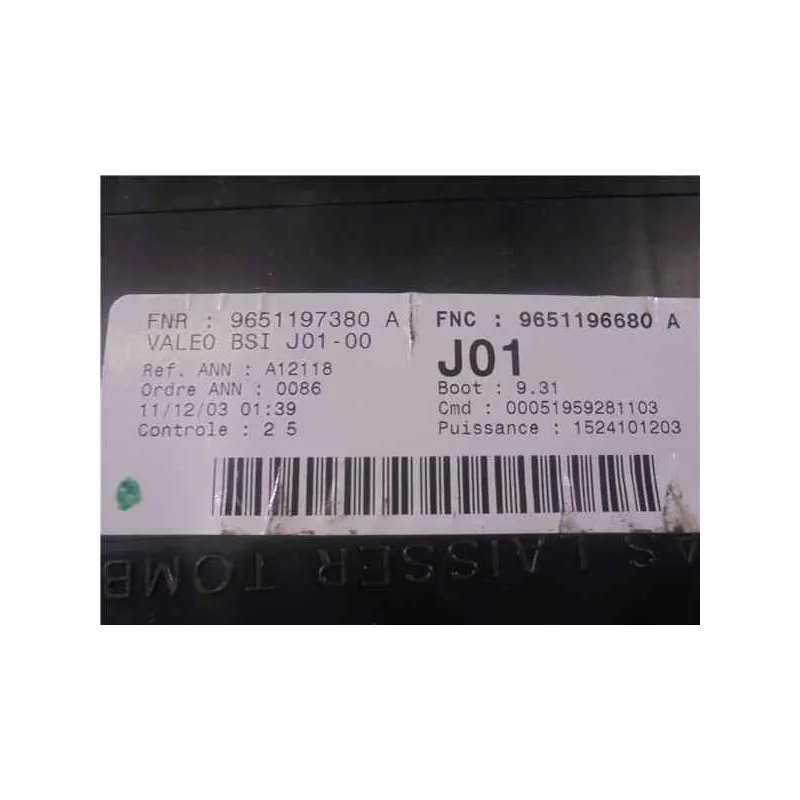 FNR : 9651197380 A
VALEO BSI J01-00
Ref. ANN : A12118
Ordre ANN : 0086
11/12/03 01:39
Controle : 2 5
FNC : 9651196680 A
J01
Boot : 9.31
Cmd : 00051959281103
Puissance : 1524101203
AS LAISSER TOMB